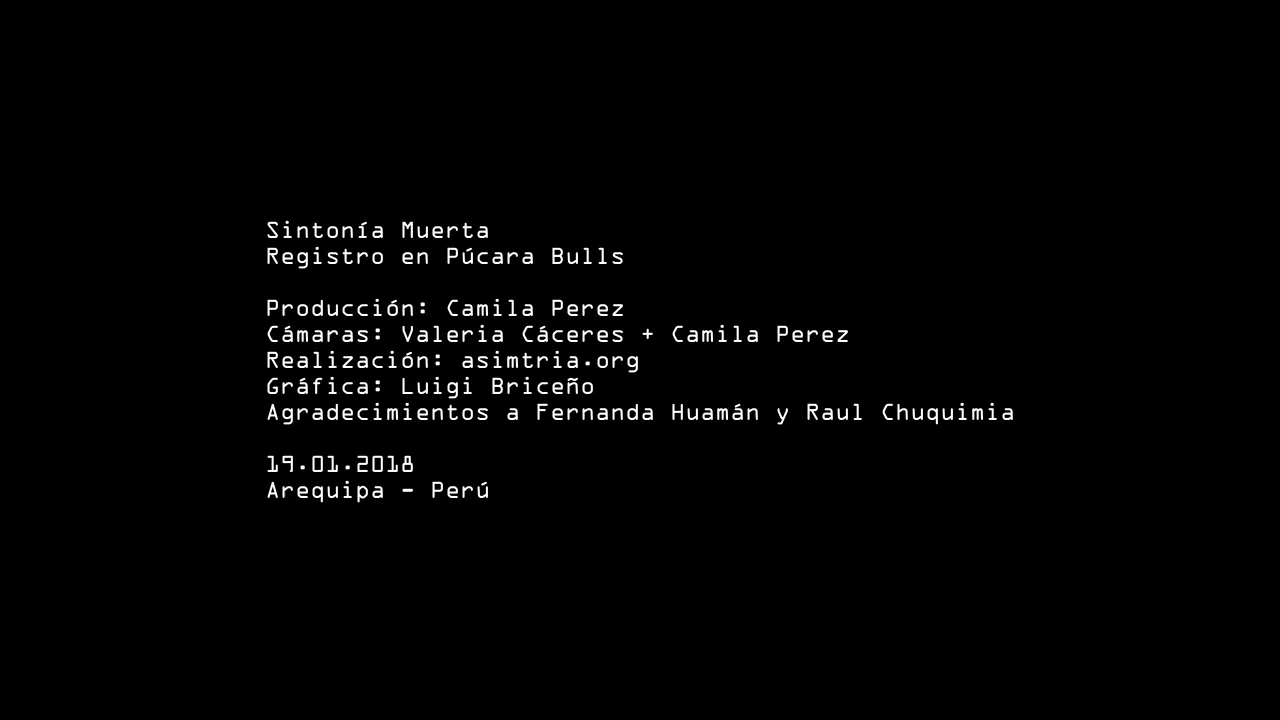 Sintonía Muerta
Registro en Púcara Bulls
Producción: Camila Perez
Cámaras: Valeria Cáceres + Camila Perez
Realización: asimtria.org
Gráfica: Luigi Briceño
Agradecimientos a Fernanda Huamán y Raul Chuquimia
19.01.2018
Arequipa - Perú